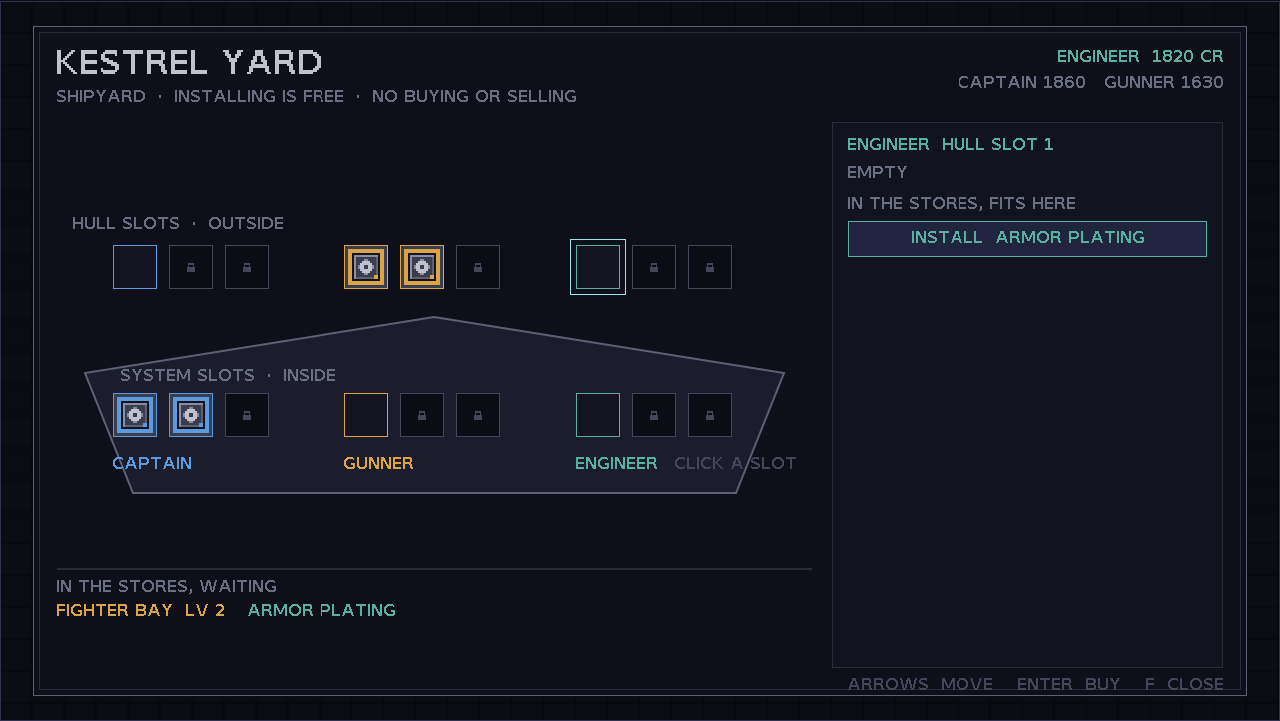 KESTREL YARD
SHIPYARD · INSTALLING IS FREE · NO BUYING OR SELLING
ENGINEER 1820 CR
CAPTAIN 1860 GUNNER 1630
HULL SLOTS · OUTSIDE
SYSTEM SLOTS · INSIDE
CAPTAIN GUNNER ENGINEER CLICK A SLOT
IN THE STORES, WAITING
FIGHTER BAY LV 2 ARMOR PLATING
ENGINEER HULL SLOT 1
EMPTY
IN THE STORES, FITS HERE
INSTALL ARMOR PLATING
ARROWS MOVE ENTER BUY F CLOSE